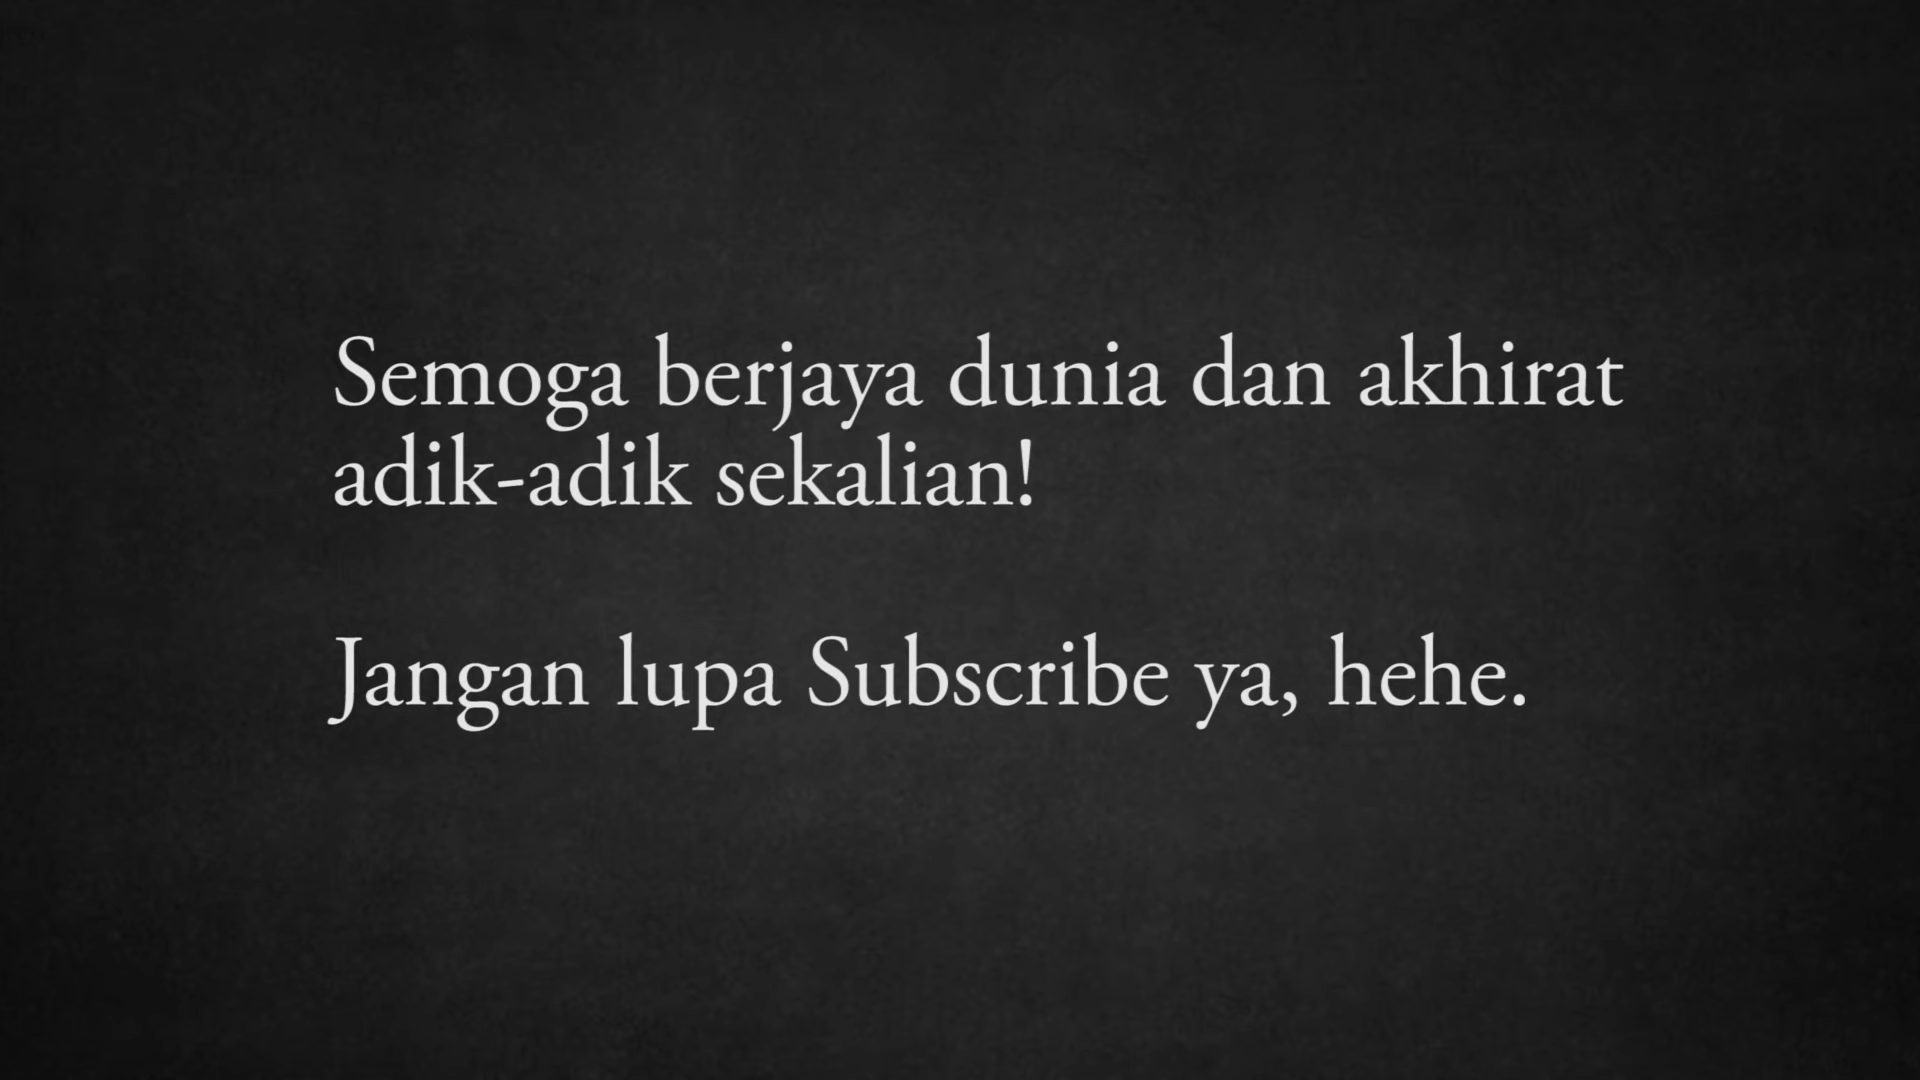 Semoga berjaya dunia dan akhirat
adik-adik sekalian!
Jangan lupa Subscribe ya, hehe.